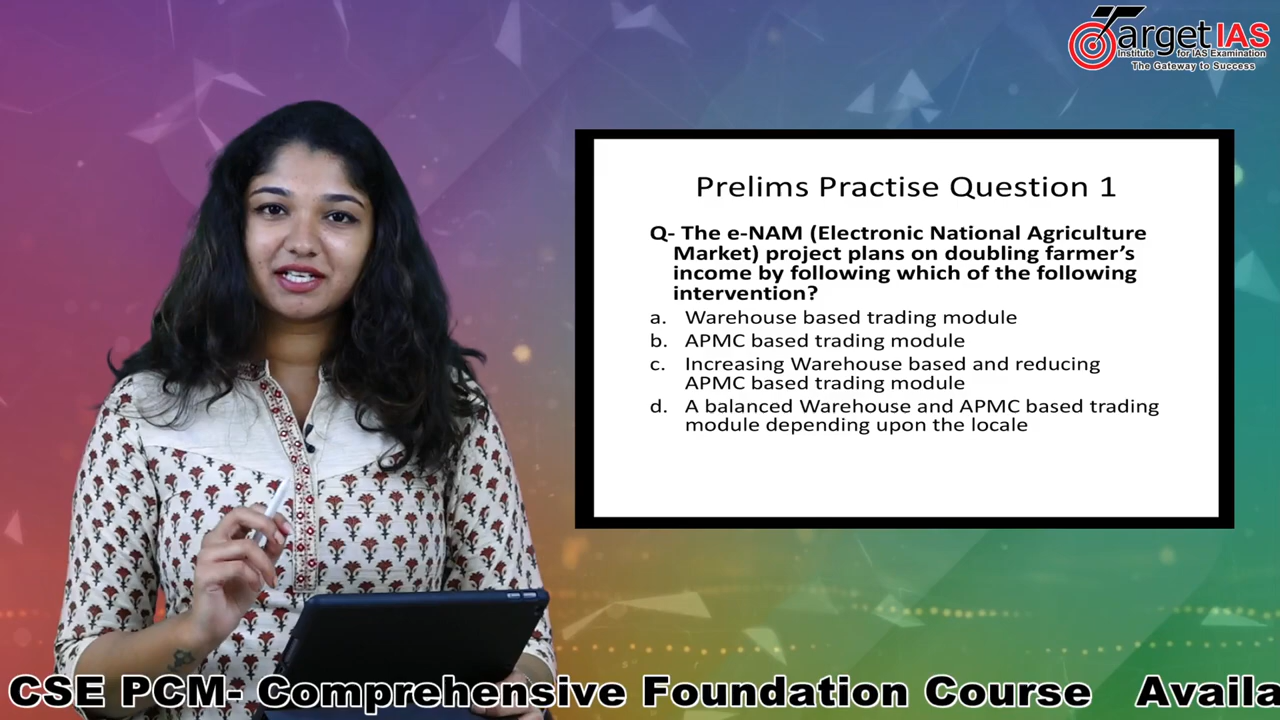 Target IAS
Institute for IAS Examination
The Gateway to Success
Prelims Practise Question 1
Q- The e-NAM (Electronic National Agriculture
Market) project plans on doubling farmer's
income by following which of the following
intervention?
a. Warehouse based trading module
b. APMC based trading module
c. Increasing Warehouse based and reducing
APMC based trading module
d. A balanced Warehouse and APMC based trading
module depending upon the locale
CSE PCM- Comprehensive Foundation Course Availa